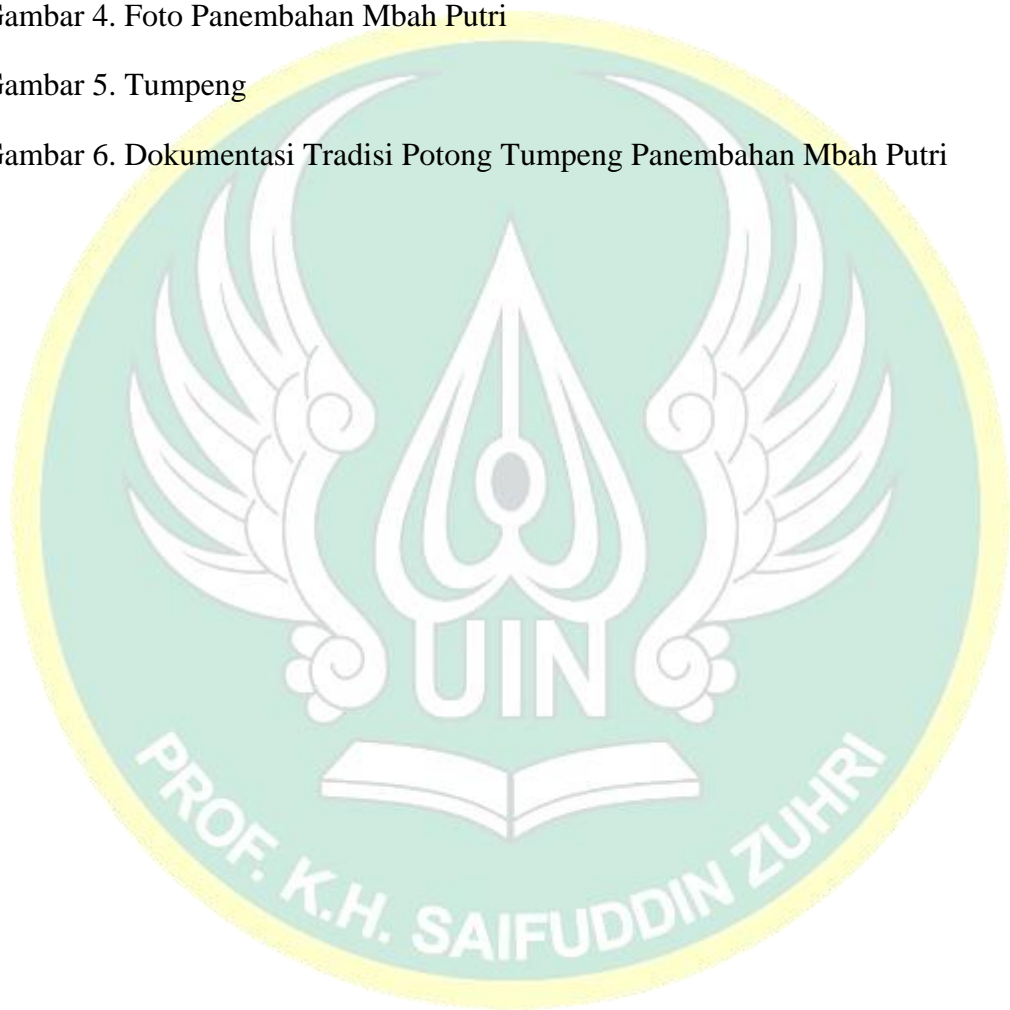 Gambar 4. Foto Panembahan Mbah Putri
Gambar 5. Tumpeng
Gambar 6. Dokumentasi Tradisi Potong Tumpeng Panembahan Mbah Putri
UIN
PROF. K.H. SAIFUDDIN ZUHRI